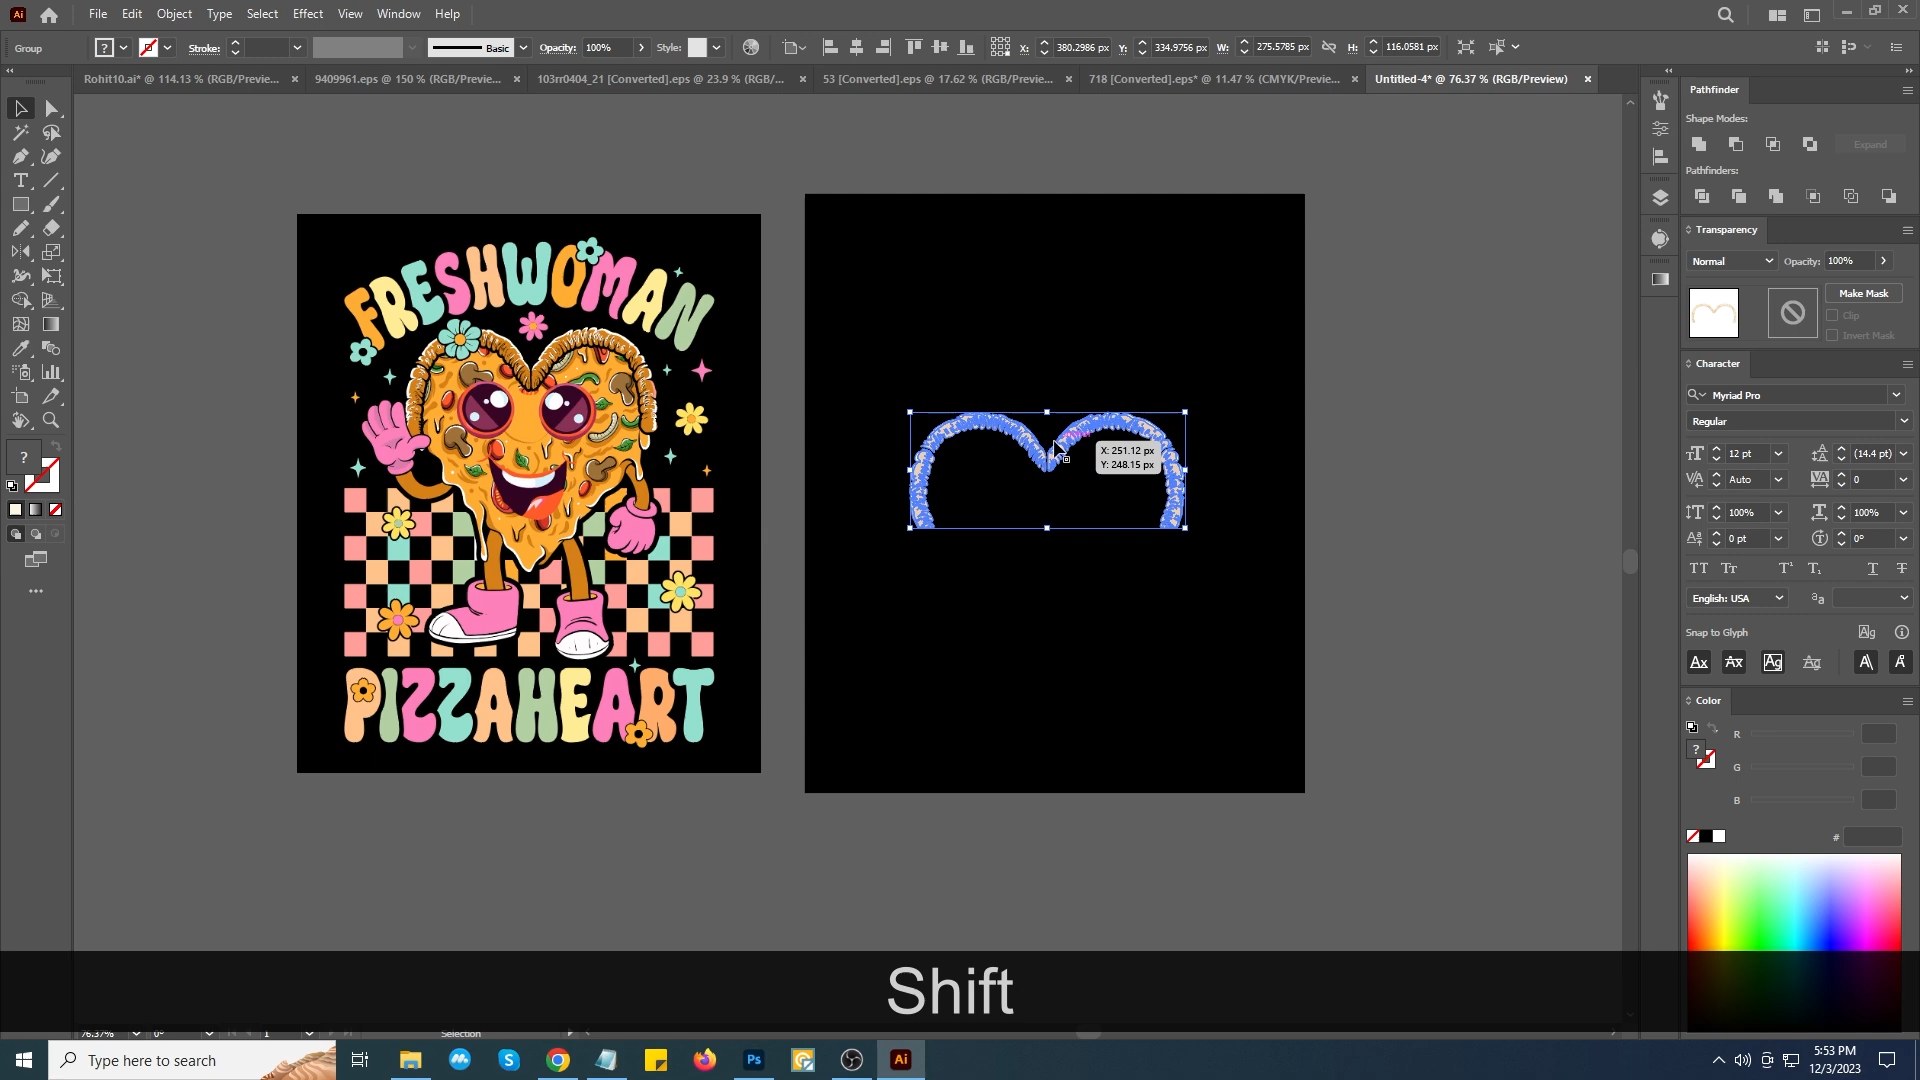 Ai File Edit Object Type Select Effect View Window Help
Group ? Stroke: Basic Opacity: 100% Style: X: 380.2986 px Y: 334.9756 px W: 275.5785 px H: 116.0581 px
Rohit10.ai* @ 114.13 % (RGB/Previe... × 9409961.eps @ 150 % (RGB/Previe... × 103rr0404_21 [Converted].eps @ 23.9 % (RGB/... × 53 [Converted].eps @ 17.62 % (RGB/Previe... × 718 [Converted].eps* @ 11.47 % (CMYK/Previe... × Untitled-4* @ 76.37 % (RGB/Preview) ×
FRESHWOMAN
PIZZAHEART
X: 251.12 px
Y: 248.15 px
Pathfinder
Shape Modes:
Expand
Pathfinders:
Transparency
Normal Opacity: 100%
Make Mask
Clip
Invert Mask
Character
Myriad Pro
Regular
12 pt (14.4 pt)
Auto 0
100% 100%
0 pt 0°
English: USA
Snap to Glyph
Color
R
G
B
#
Shift
76.37% 0° 1 Selection
Type here to search
Ps
Ai
5:53 PM
12/3/2023